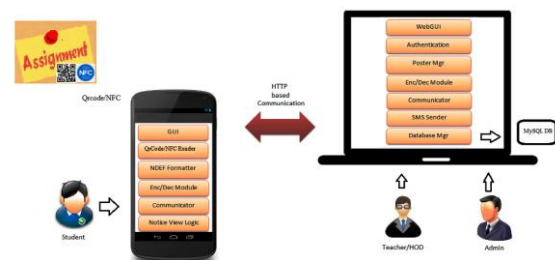 Assignment
NFC
Qrcode/NFC
GUI
QrCode/NFC Reader
NDEF Formatter
Enc/Dec Module
Communicator
Notice View Logic
Student
HTTP
based
Communication
WebGUI
Authentication
Poster Mgr
Enc/Dec Module
Communicator
SMS Sender
Database Mgr
MySQL DB
Teacher/HOD
Admin